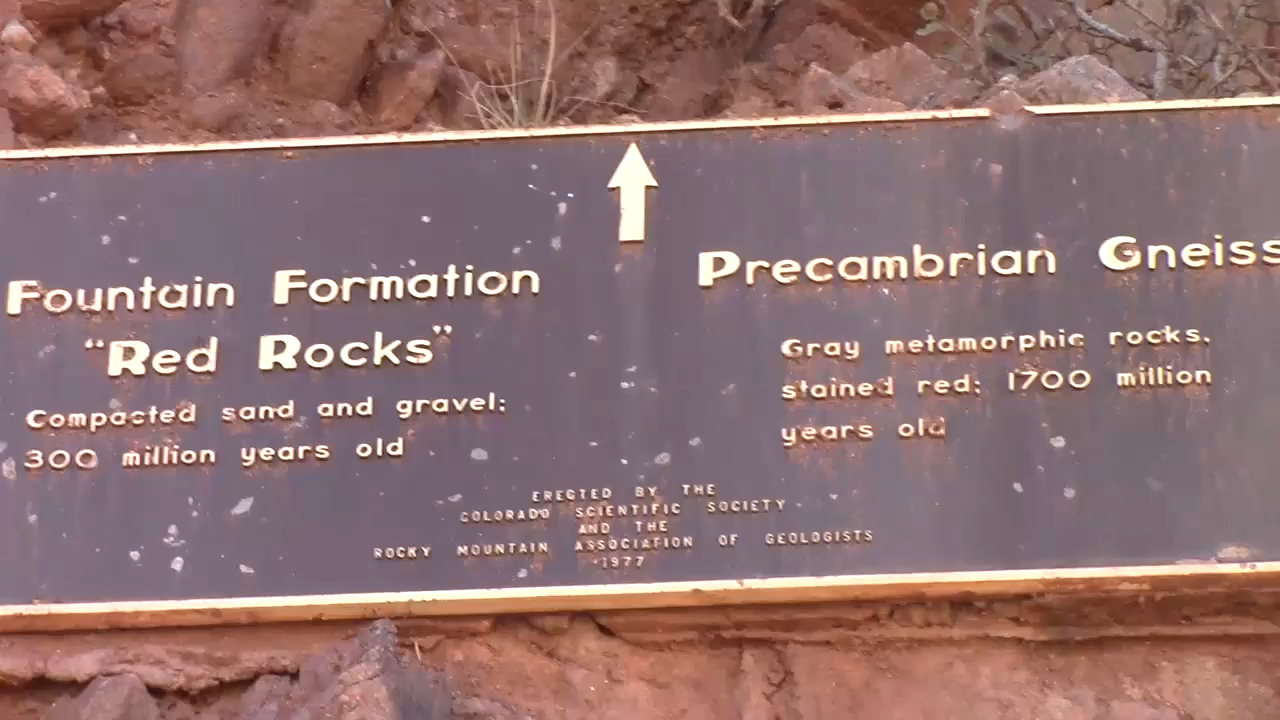 Fountain Formation
"Red Rocks"
Compacted sand and gravel;
300 million years old
Precambrian Gneiss
Gray metamorphic rocks,
stained red; 1700 million
years old
ERECTED BY THE
COLORADO SCIENTIFIC SOCIETY
AND THE
ROCKY MOUNTAIN ASSOCIATION OF GEOLOGISTS
1977